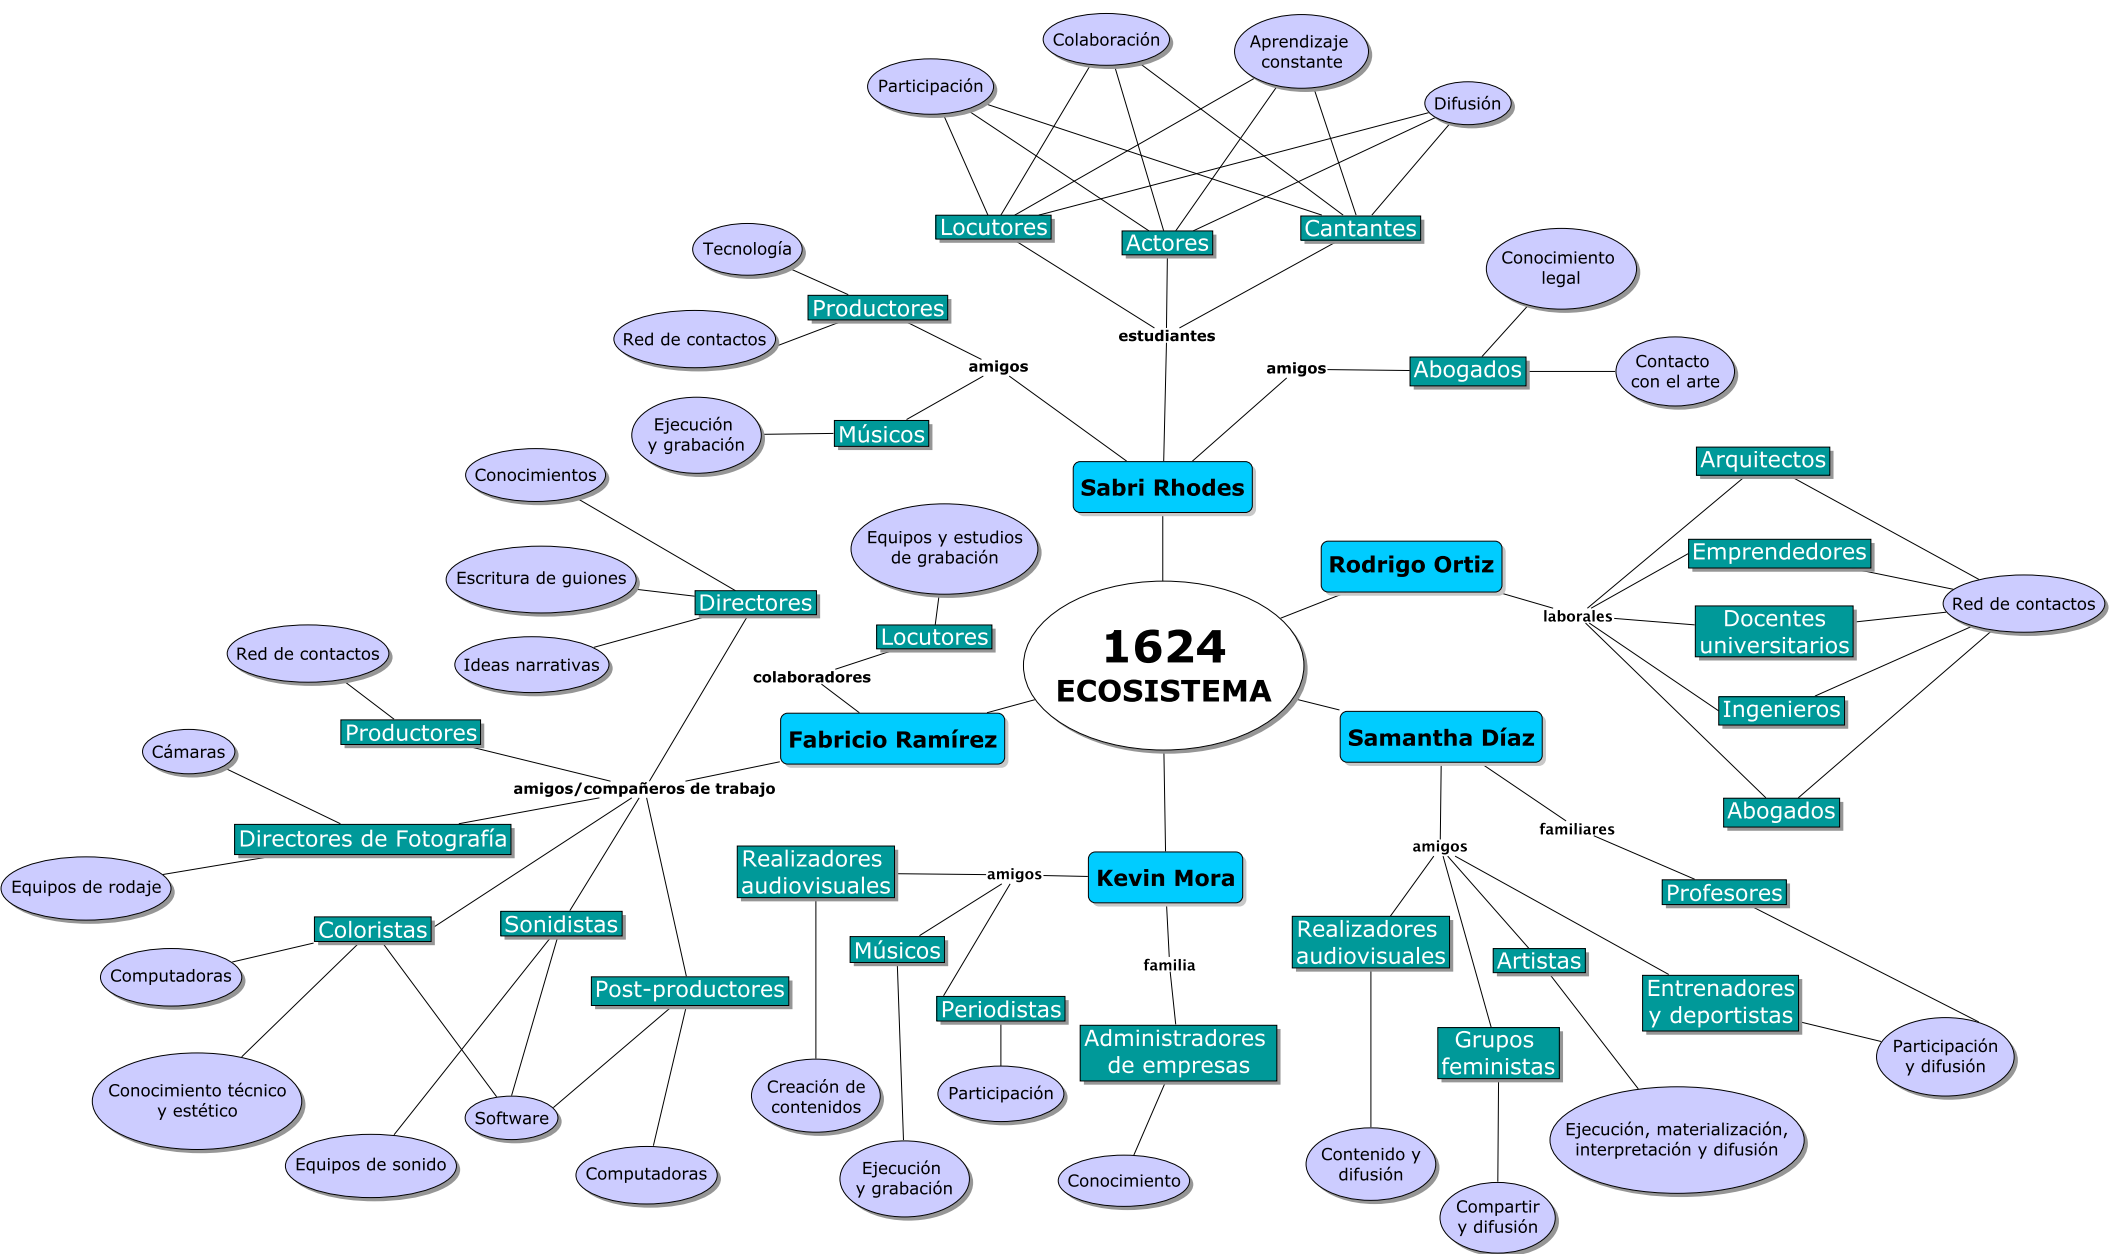 Colaboración
Aprendizaje
constante
Participación
Difusión
Locutores
Actores
Cantantes
estudiantes
Tecnología
Productores
Red de contactos
amigos
Ejecución
y grabación
Músicos
amigos
Abogados
Conocimiento
legal
Contacto
con el arte
Sabri Rhodes
Rodrigo Ortiz
laborales
Arquitectos
Emprendedores
Docentes
universitarios
Ingenieros
Abogados
Red de contactos
1624
ECOSISTEMA
Conocimientos
Escritura de guiones
Ideas narrativas
Directores
Equipos y estudios
de grabación
Locutores
colaboradores
Fabricio Ramírez
Red de contactos
Productores
amigos/compañeros de trabajo
Cámaras
Directores de Fotografía
Equipos de rodaje
Coloristas
Computadoras
Conocimiento técnico
y estético
Sonidistas
Equipos de sonido
Software
Post-productores
Computadoras
Kevin Mora
amigos
Realizadores
audiovisuales
Músicos
Periodistas
Creación de
contenidos
Ejecución
y grabación
Participación
familia
Administradores
de empresas
Conocimiento
Samantha Díaz
familiares
Profesores
amigos
Realizadores
audiovisuales
Artistas
Entrenadores
y deportistas
Grupos
feministas
Participación
y difusión
Contenido y
difusión
Ejecución, materialización,
interpretación y difusión
Compartir
y difusión